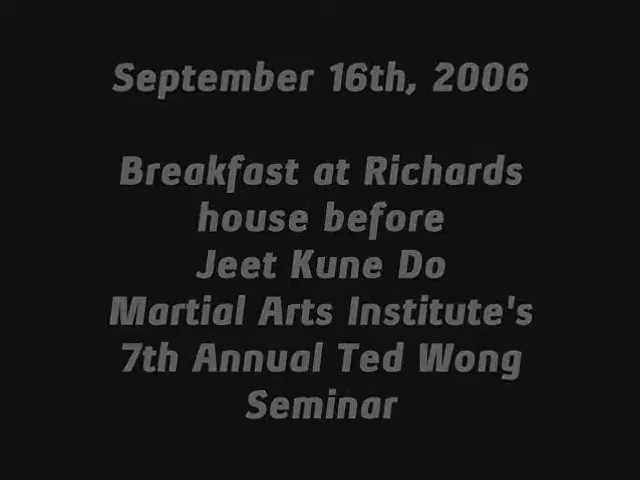 September 16th, 2006
Breakfast at Richards
house before
Jeet Kune Do
Martial Arts Institute's
7th Annual Ted Wong
Seminar